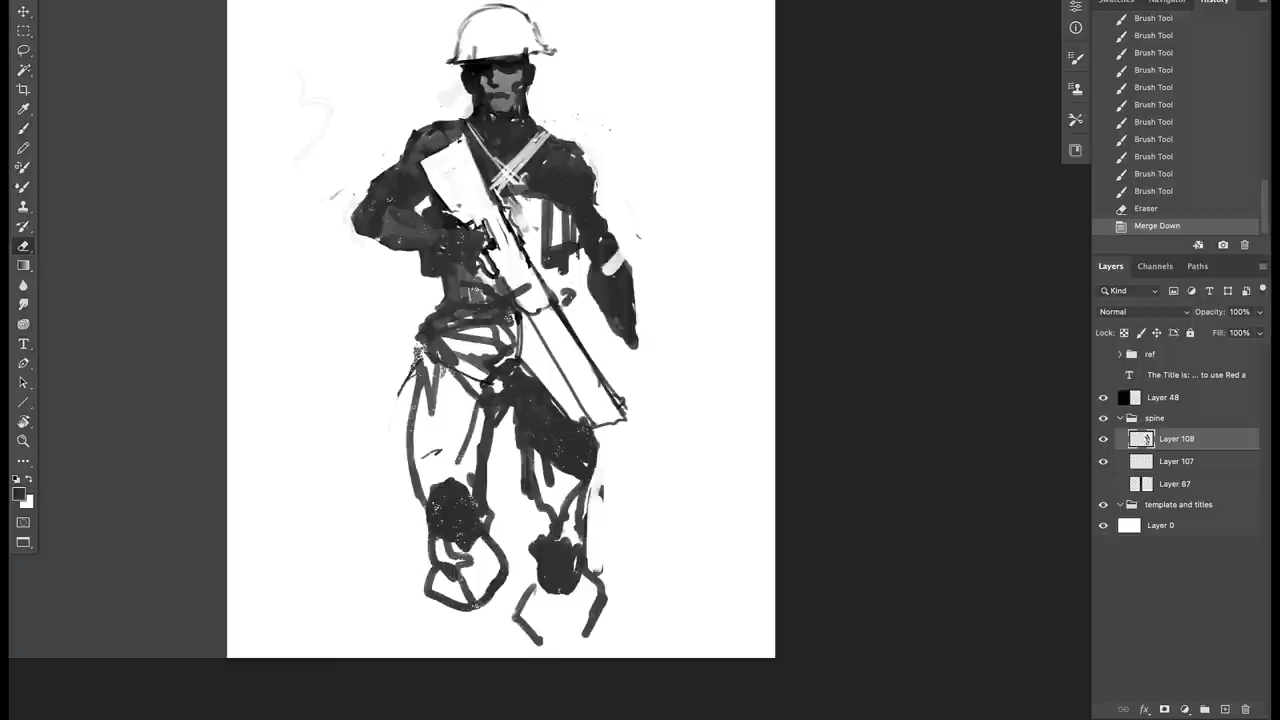 Swatches Navigator History
Brush Tool
Brush Tool
Brush Tool
Brush Tool
Brush Tool
Brush Tool
Brush Tool
Brush Tool
Brush Tool
Brush Tool
Brush Tool
Eraser
Merge Down
Layers Channels Paths
Kind
Normal Opacity: 100%
Lock: Fill: 100%
ref
The Title is: ... to use Red a
Layer 48
spine
Layer 108
Layer 107
Layer 87
template and titles
Layer 0